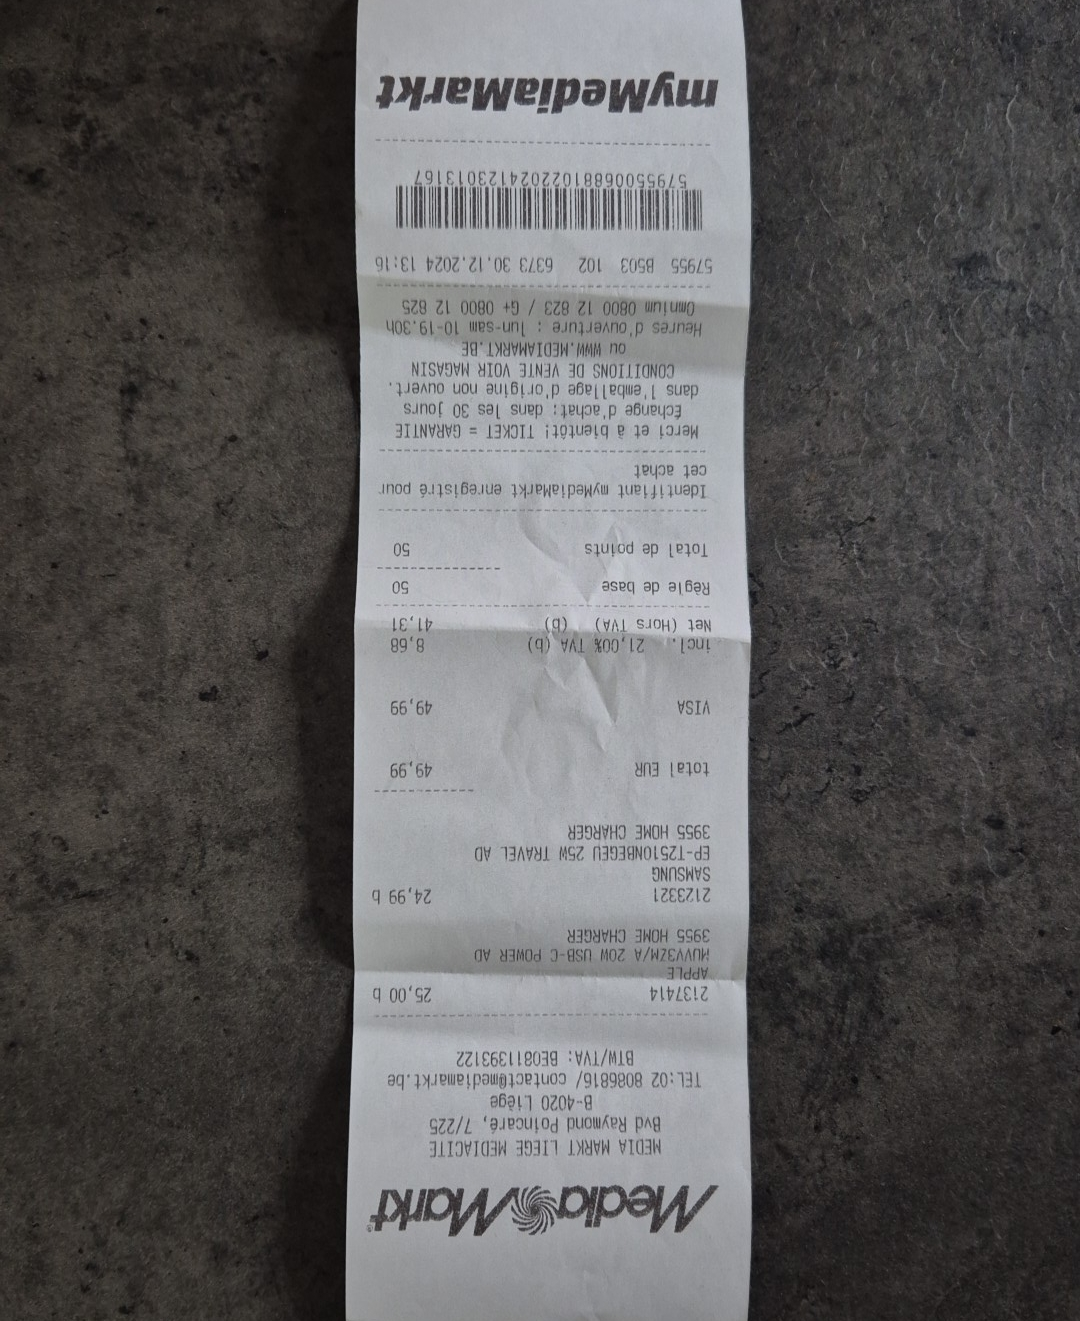 Media Markt®
MEDIA MARKT LIEGE MEDIACITE
Bvd Raymond Poincaré, 7/225
B-4020 Liège
TEL:02 8086816/ contact@mediamarkt.be
BTW/TVA: BE0811393122
2137414 25,00 b
APPLE
MUVV3ZM/A 20W USB-C POWER AD
3955 HOME CHARGER
2123321 24,99 b
SAMSUNG
EP-T2510NBEGEU 25W TRAVEL AD
3955 HOME CHARGER
total EUR 49,99
VISA 49,99
incl. 21,00% TVA (b) 8,68
Net (Hors TVA) (b) 41,31
Règle de base 50
Total de points 50
Identifiant myMediaMarkt enregistré pour
cet achat
Merci et à bientôt! TICKET = GARANTIE
Échange d'achat: dans les 30 jours
dans l'emballage d'origine non ouvert.
CONDITIONS DE VENTE VOIR MAGASIN
ou WWW.MEDIAMARKT.BE
Heures d'ouverture : lun-sam 10-19.30h
Omnium 0800 12 823 / G+ 0800 12 825
57955 B503 102 6373 30.12.2024 13:16
5795500688102202412301316​7
myMediaMarkt